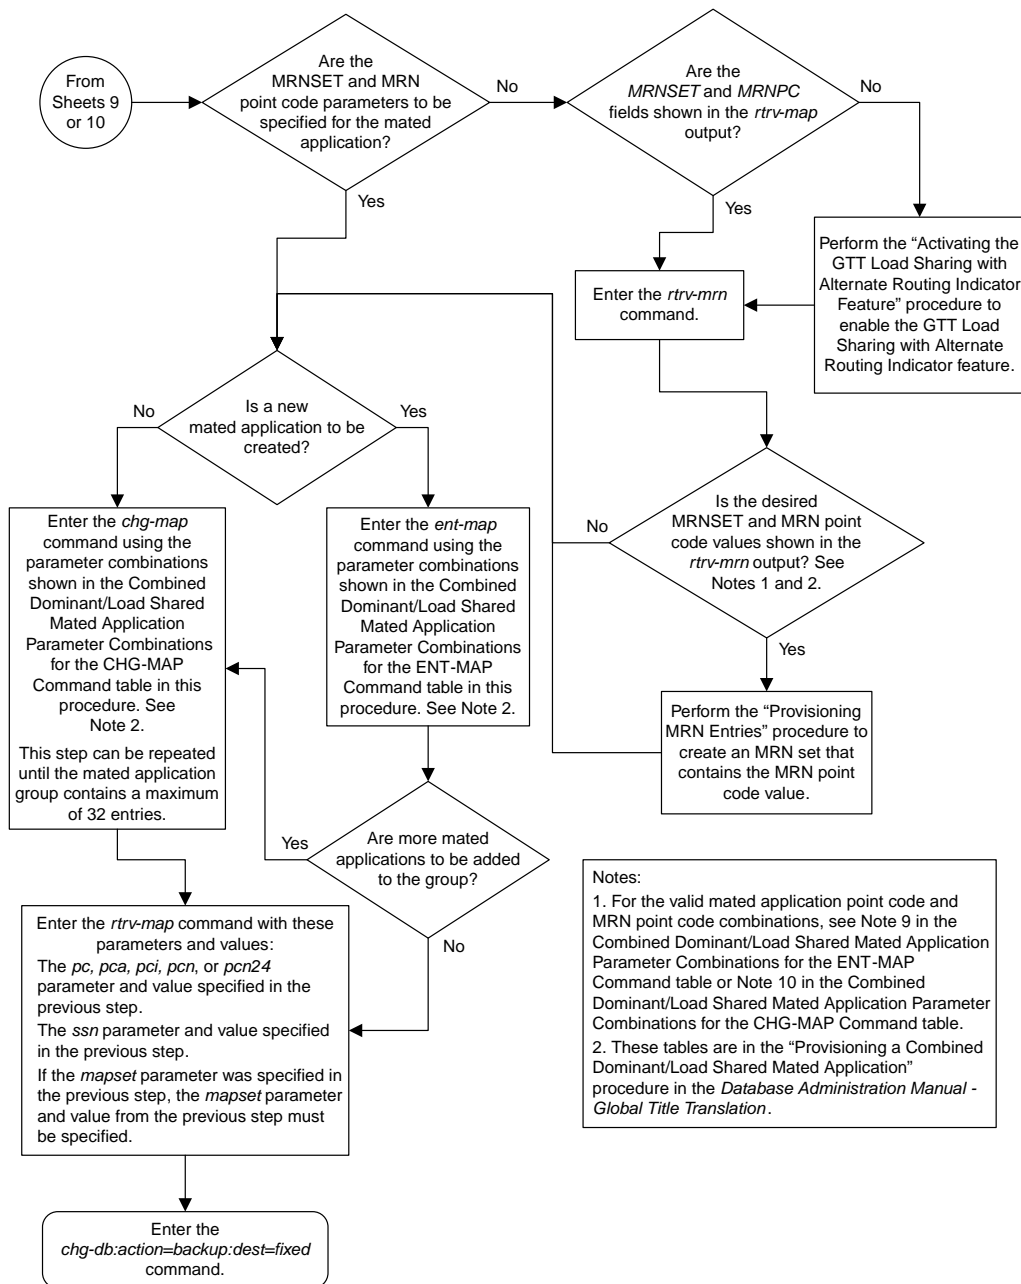 From
Sheets 9
or 10
Are the
MRNSET and MRN
point code parameters to be
specified for the mated
application?
No
Are the
MRNSET and MRNPC
fields shown in the rtrv-map
output?
No
Yes
Yes
Perform the “Activating the
GTT Load Sharing with
Alternate Routing Indicator
Feature” procedure to
enable the GTT Load
Sharing with Alternate
Routing Indicator feature.
Enter the rtrv-mrn
command.
Is a new
mated application to be
created?
No
Yes
Is the desired
MRNSET and MRN point
code values shown in the
rtrv-mrn output? See
Notes 1 and 2.
No
Yes
Enter the chg-map
command using the
parameter combinations
shown in the Combined
Dominant/Load Shared
Mated Application
Parameter Combinations
for the CHG-MAP
Command table in this
procedure. See
Note 2.
This step can be repeated
until the mated application
group contains a maximum
of 32 entries.
Enter the ent-map
command using the
parameter combinations
shown in the Combined
Dominant/Load Shared
Mated Application
Parameter Combinations
for the ENT-MAP
Command table in this
procedure. See Note 2.
Perform the “Provisioning
MRN Entries” procedure to
create an MRN set that
contains the MRN point
code value.
Are more mated
applications to be added
to the group?
Yes
No
Enter the rtrv-map command with these
parameters and values:
The pc, pca, pci, pcn, or pcn24
parameter and value specified in the
previous step.
The ssn parameter and value specified
in the previous step.
If the mapset parameter was specified in
the previous step, the mapset parameter
and value from the previous step must
be specified.
Notes:
1. For the valid mated application point code and
MRN point code combinations, see Note 9 in the
Combined Dominant/Load Shared Mated Application
Parameter Combinations for the ENT-MAP
Command table or Note 10 in the Combined
Dominant/Load Shared Mated Application Parameter
Combinations for the CHG-MAP Command table.
2. These tables are in the “Provisioning a Combined
Dominant/Load Shared Mated Application”
procedure in the Database Administration Manual -
Global Title Translation.
Enter the
chg-db:action=backup:dest=fixed
command.